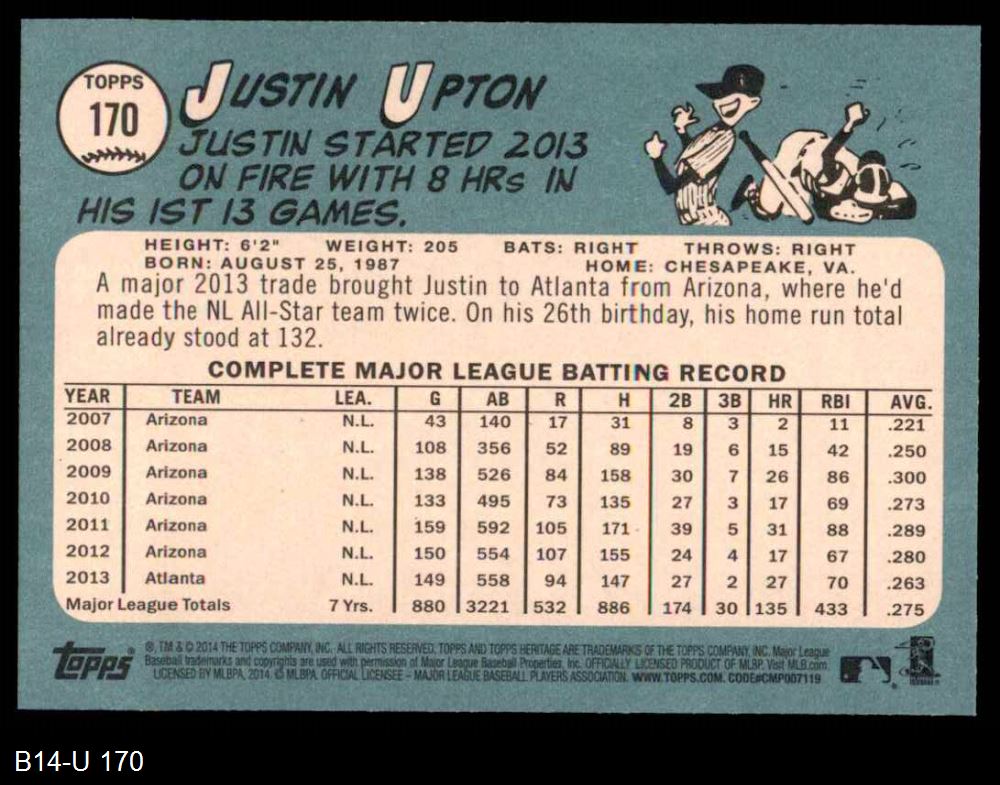 TOPPS
170
JUSTIN UPTON
JUSTIN STARTED 2013
ON FIRE WITH 8 HRs IN
HIS 1ST 13 GAMES.
HEIGHT: 6'2" WEIGHT: 205 BATS: RIGHT THROWS: RIGHT
BORN: AUGUST 25, 1987 HOME: CHESAPEAKE, VA.
A major 2013 trade brought Justin to Atlanta from Arizona, where he'd
made the NL All-Star team twice. On his 26th birthday, his home run total
already stood at 132.
COMPLETE MAJOR LEAGUE BATTING RECORD
YEAR TEAM LEA. G AB R H 2B 3B HR RBI AVG.
2007 Arizona N.L. 43 140 17 31 8 3 2 11 .221
2008 Arizona N.L. 108 356 52 89 19 6 15 42 .250
2009 Arizona N.L. 138 526 84 158 30 7 26 86 .300
2010 Arizona N.L. 133 495 73 135 27 3 17 69 .273
2011 Arizona N.L. 159 592 105 171 39 5 31 88 .289
2012 Arizona N.L. 150 554 107 155 24 4 17 67 .280
2013 Atlanta N.L. 149 558 94 147 27 2 27 70 .263
Major League Totals 7 Yrs. 880 3221 532 886 174 30 135 433 .275
Topps
®, TM & © 2014 THE TOPPS COMPANY, INC. ALL RIGHTS RESERVED. TOPPS AND TOPPS HERITAGE ARE TRADEMARKS OF THE TOPPS COMPANY, INC. Major League
Baseball trademarks and copyrights are used with permission of Major League Baseball Properties, Inc. OFFICIALLY LICENSED PRODUCT OF MLBP. Visit MLB.com
LICENSED BY MLBPA, 2014. © MLBPA. OFFICIAL LICENSEE – MAJOR LEAGUE BASEBALL PLAYERS ASSOCIATION. WWW.TOPPS.COM. CODE#CMP007119
B14-U 170